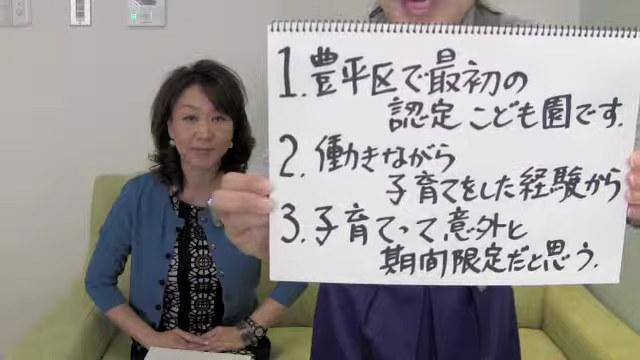 1.豊平区で最初の
認定こども園です.
2.働きながら
子育てをした経験から
3.子育てって意外と
期間限定だと思う.